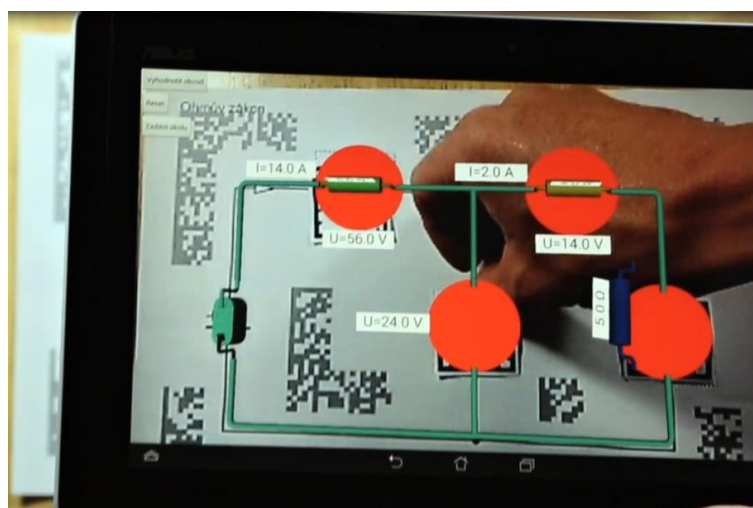 ASUS
Vyhodnotit obvod
Reset
Ohmův zákon
Zadání úkolu
I=14.0 A
I=2.0 A
U=56.0 V
U=14.0 V
U=24.0 V
5.0 Ω